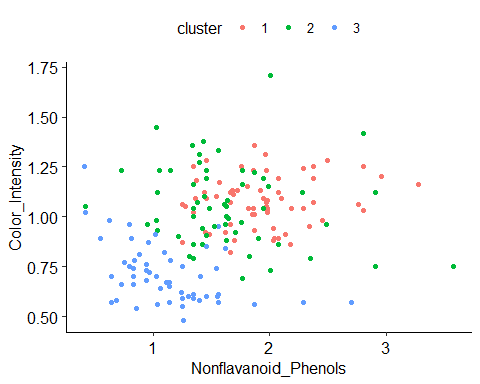 cluster 1 2 3
1.75
1.50
1.25
1.00
0.75
0.50
Color_Intensity
1 2 3
Nonflavanoid_Phenols